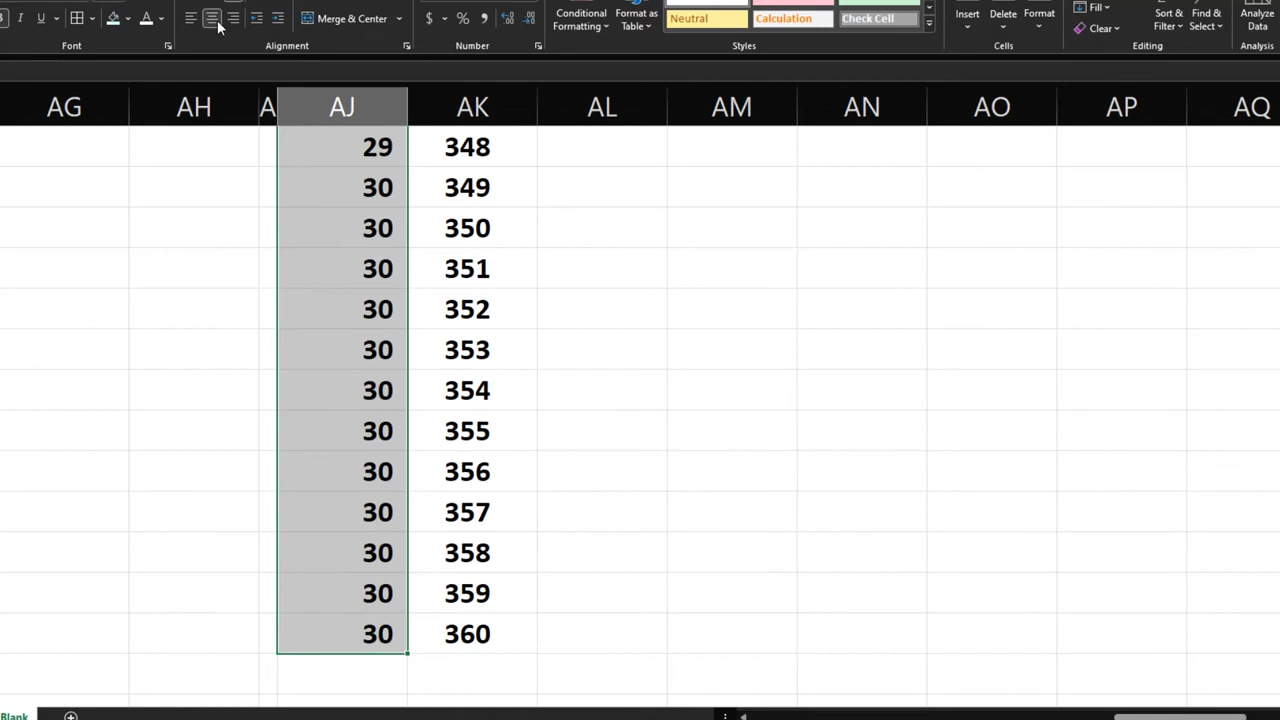 Merge & Center $ %
Conditional
Formatting
Format as
Table
Neutral Calculation Check Cell
Insert Delete Format
Fill
Clear
Sort &
Filter
Find &
Select
Analyze
Data
Font Alignment Number Styles Cells Editing Analysis
AG AH A AJ AK AL AM AN AO AP AQ
29 348
30 349
30 350
30 351
30 352
30 353
30 354
30 355
30 356
30 357
30 358
30 359
30 360
Blank